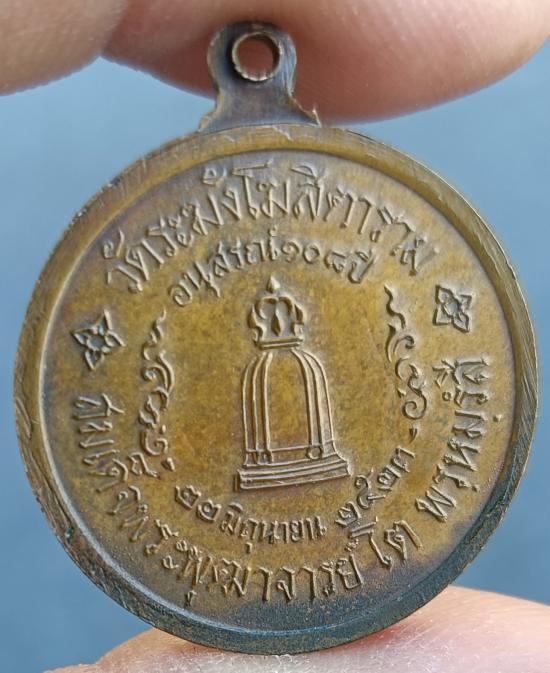 วัดระฆังโฆสิตาราม
อนุสรณ์๑๐๘ปี
๒๒ มิถุนายน ๒๕๒๓
สมเด็จพระพุฒาจารย์ โต พรหมรํสี